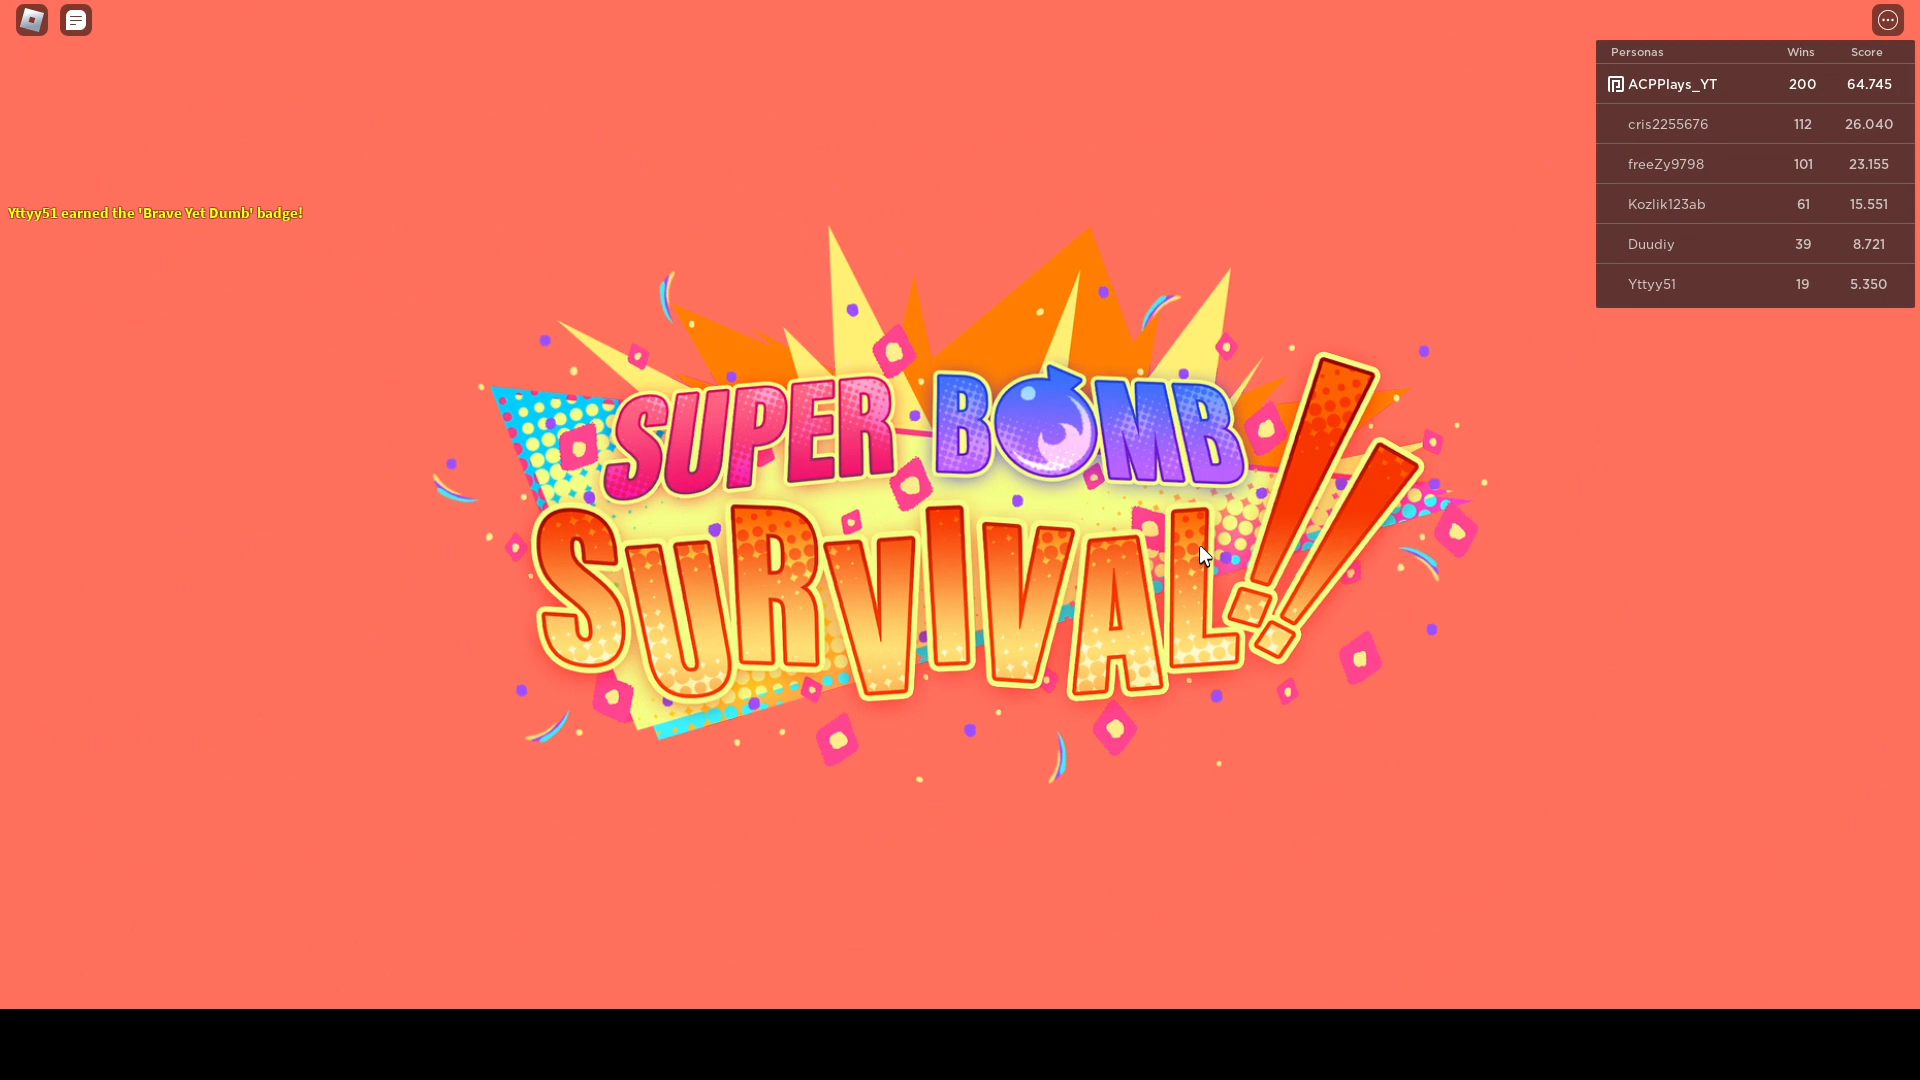 Personas Wins Score
ACPPlays_YT 200 64.745
cris2255676 112 26.040
freeZy9798 101 23.155
Kozlik123ab 61 15.551
Duudiy 39 8.721
Yttyy51 19 5.350
Yttyy51 earned the 'Brave Yet Dumb' badge!
SUPER BOMB
SURVIVAL!!